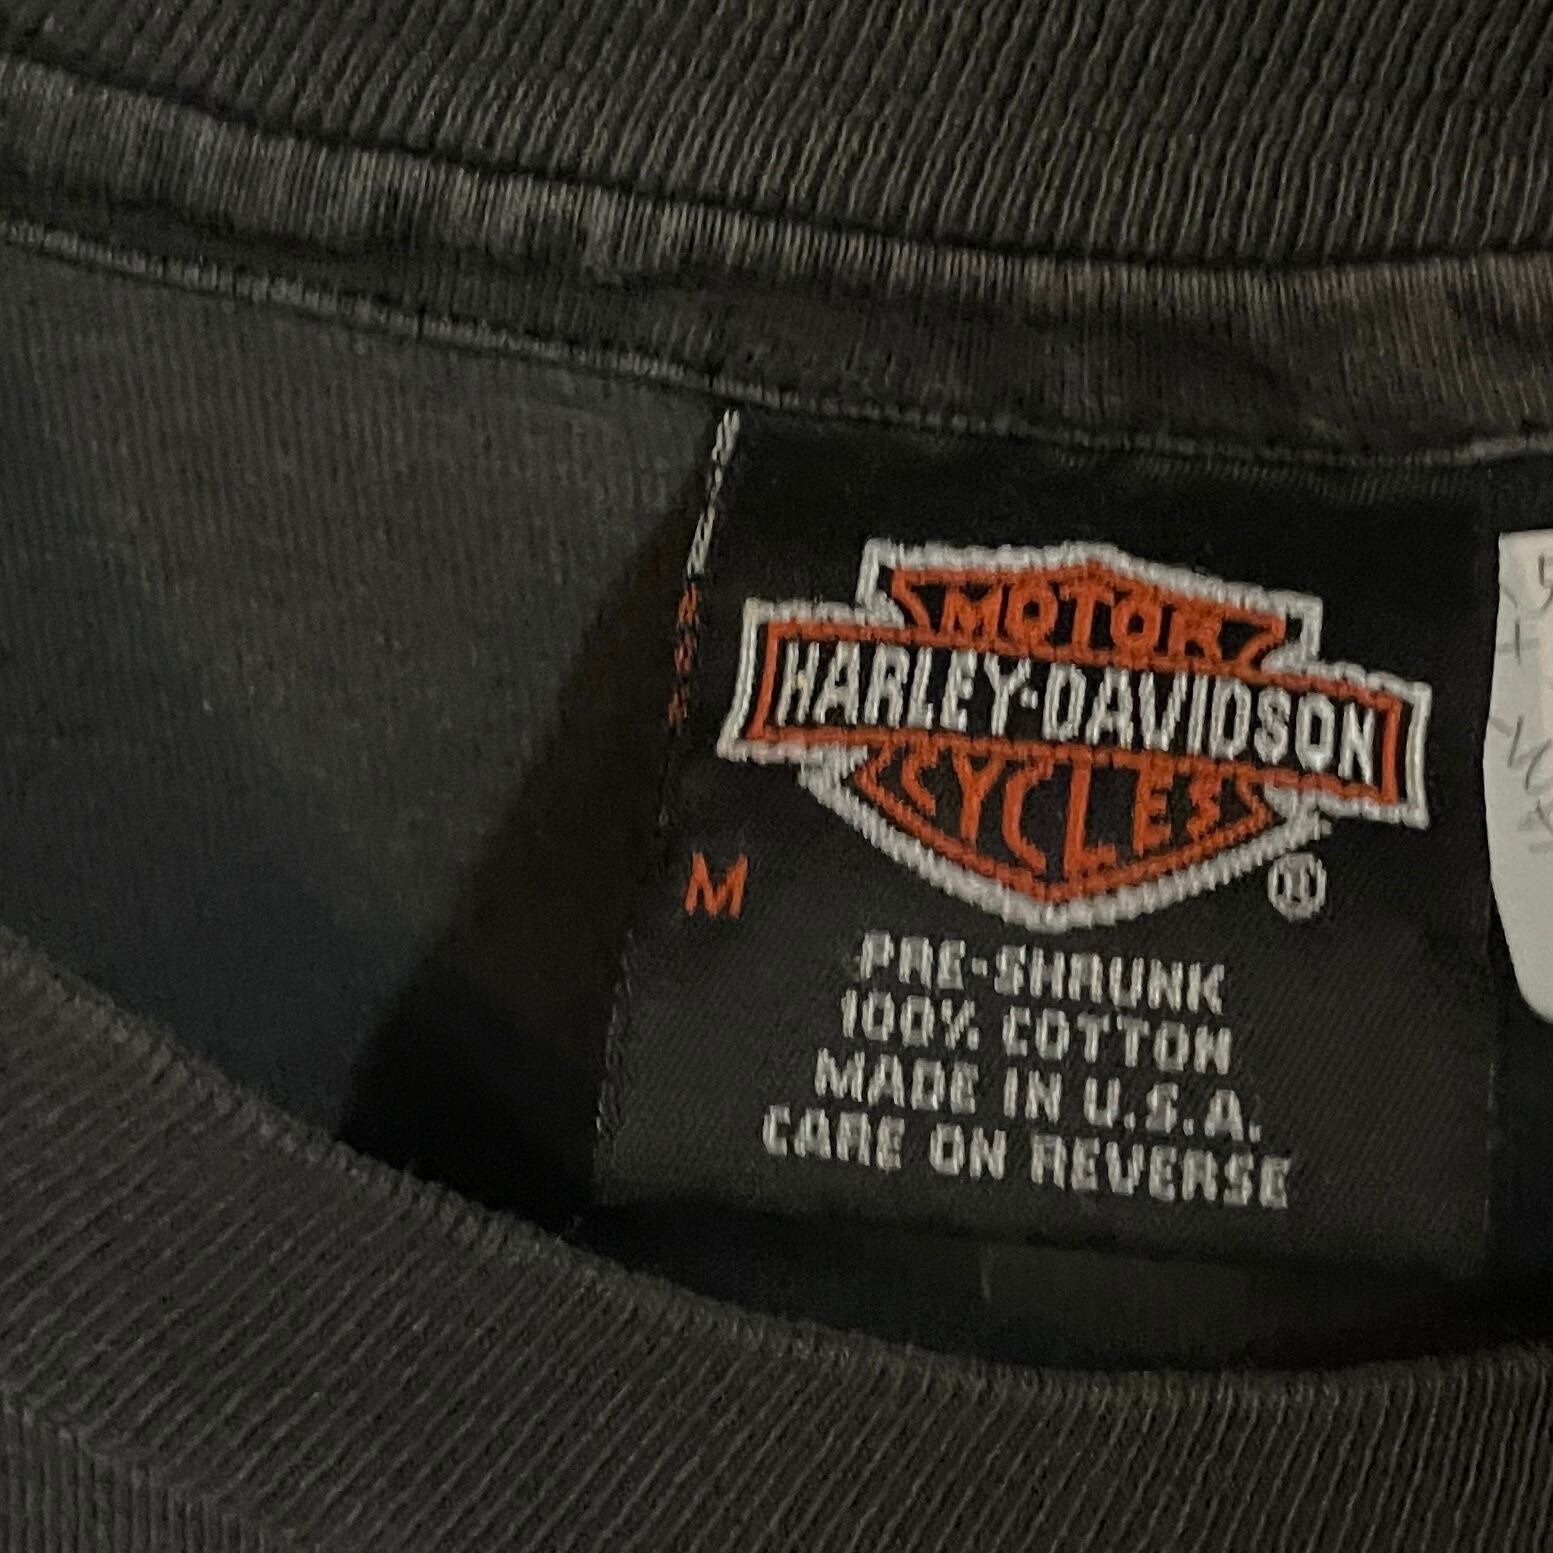 MOTOR
HARLEY-DAVIDSON
CYCLES
®
M
PRE-SHRUNK
100% COTTON
MADE IN U.S.A.
CARE ON REVERSE